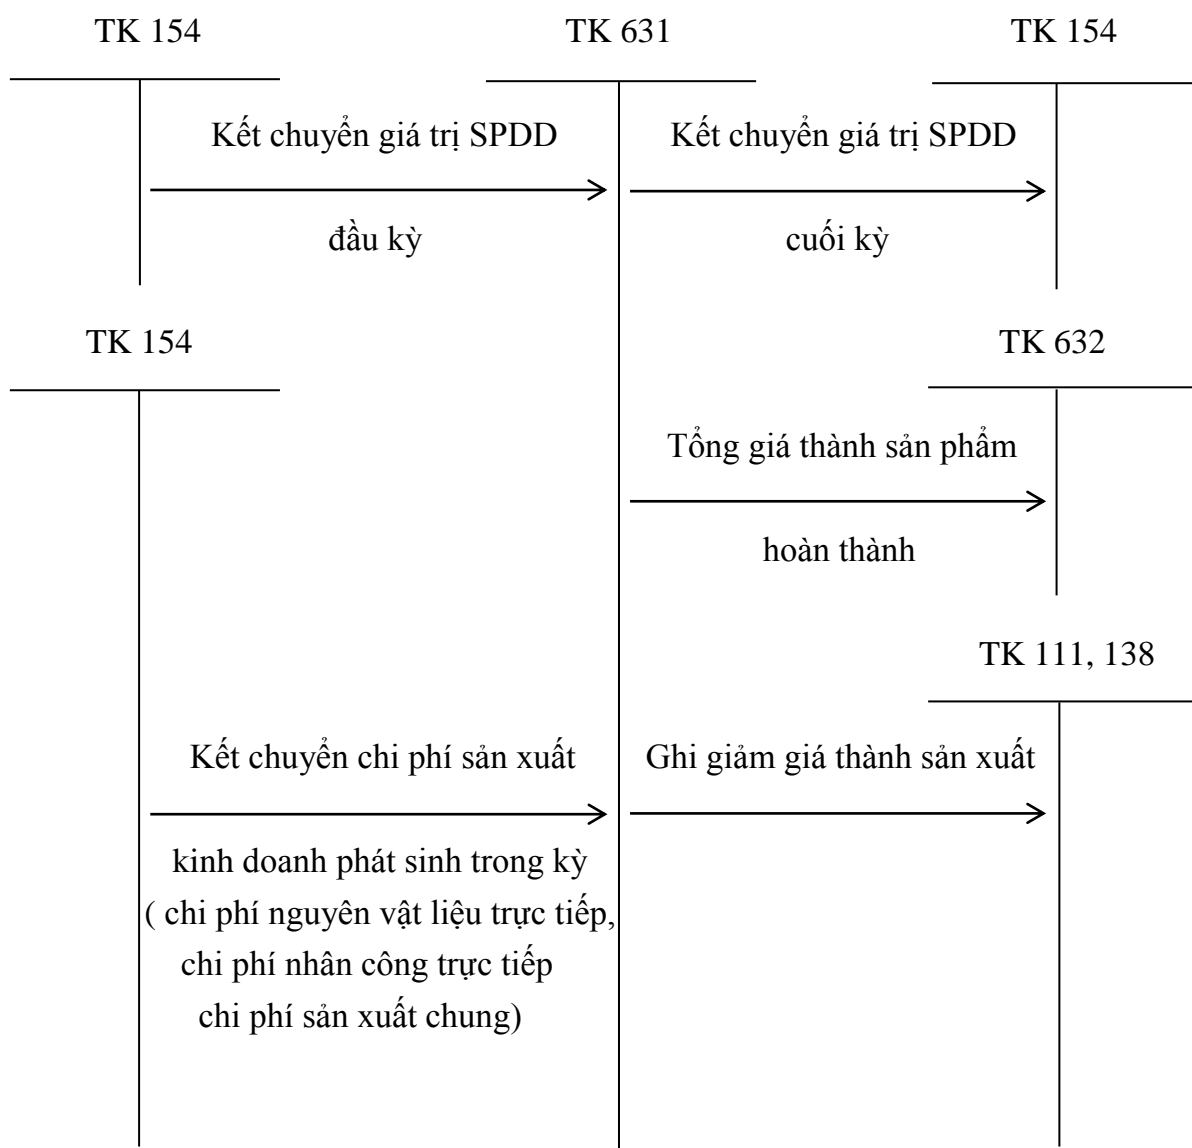 TK 154
TK 631
TK 154
Kết chuyển giá trị SPDD
Kết chuyển giá trị SPDD
đầu kỳ
cuối kỳ
TK 154
TK 632
Tổng giá thành sản phẩm
hoàn thành
TK 111, 138
Kết chuyển chi phí sản xuất
Ghi giảm giá thành sản xuất
kinh doanh phát sinh trong kỳ
( chi phí nguyên vật liệu trực tiếp,
chi phí nhân công trực tiếp
chi phí sản xuất chung)